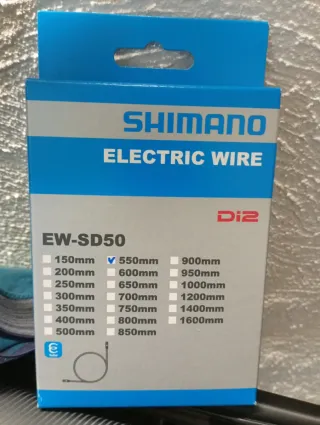 SHIMANO
ELECTRIC WIRE
Di2
EW-SD50
150mm 550mm 900mm
200mm 600mm 950mm
250mm 650mm 1000mm
300mm 700mm 1200mm
350mm 750mm 1400mm
400mm 800mm 1600mm
500mm 850mm